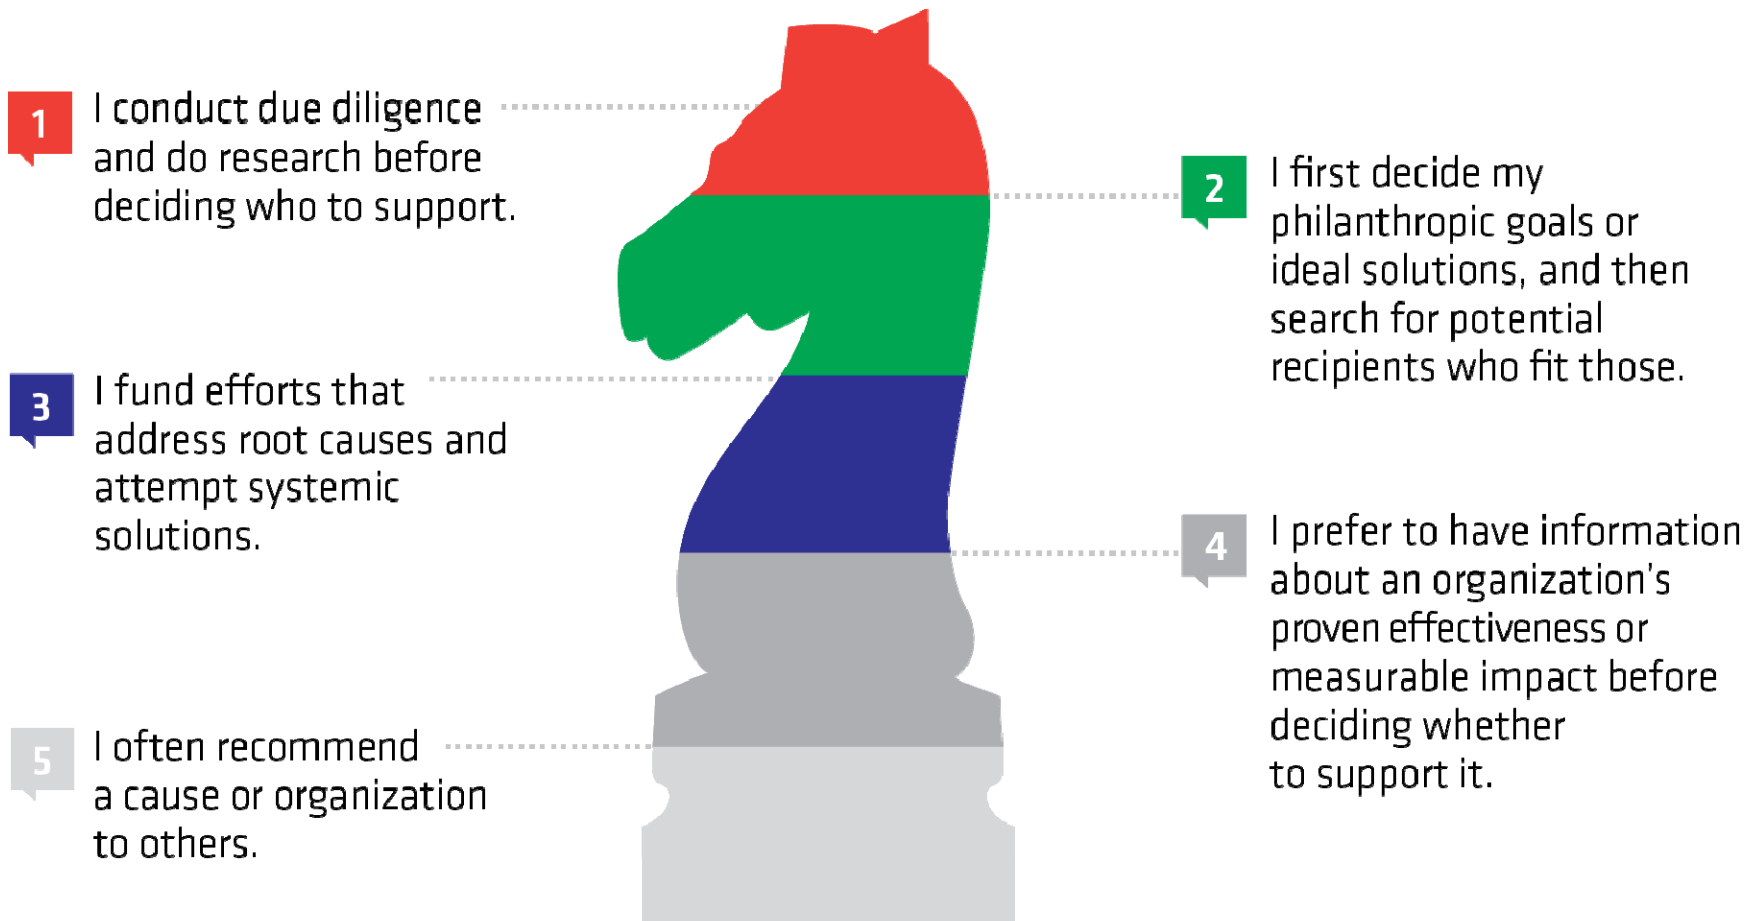 1
I conduct due diligence
and do research before
deciding who to support.
2
I first decide my
philanthropic goals or
ideal solutions, and then
search for potential
recipients who fit those.
3
I fund efforts that
address root causes and
attempt systemic
solutions.
4
I prefer to have information
about an organization's
proven effectiveness or
measurable impact before
deciding whether
to support it.
5
I often recommend
a cause or organization
to others.